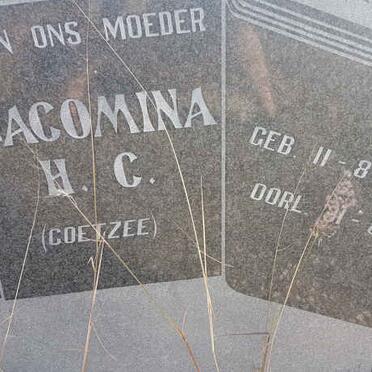 N ONS MOEDER
ACOMINA
H. C.
(COETZEE)
GEB. 11-8
OORL.